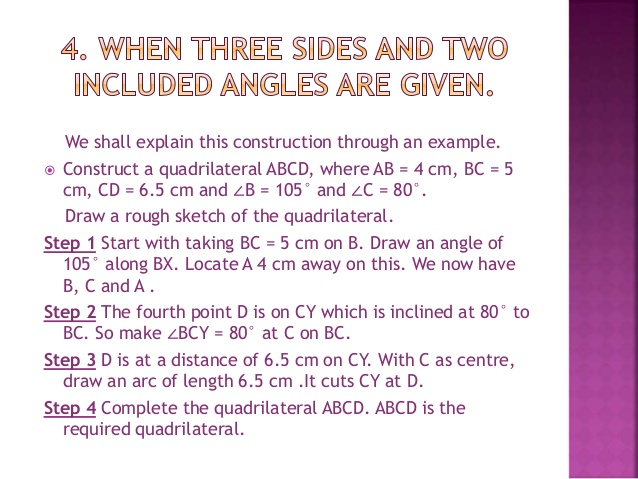 4. WHEN THREE SIDES AND TWO
INCLUDED ANGLES ARE GIVEN.
We shall explain this construction through an example.
Construct a quadrilateral ABCD, where AB = 4 cm, BC = 5
cm, CD = 6.5 cm and ∠B = 105° and ∠C = 80°.
Draw a rough sketch of the quadrilateral.
Step 1 Start with taking BC = 5 cm on B. Draw an angle of
105° along BX. Locate A 4 cm away on this. We now have
B, C and A .
Step 2 The fourth point D is on CY which is inclined at 80° to
BC. So make ∠BCY = 80° at C on BC.
Step 3 D is at a distance of 6.5 cm on CY. With C as centre,
draw an arc of length 6.5 cm .It cuts CY at D.
Step 4 Complete the quadrilateral ABCD. ABCD is the
required quadrilateral.